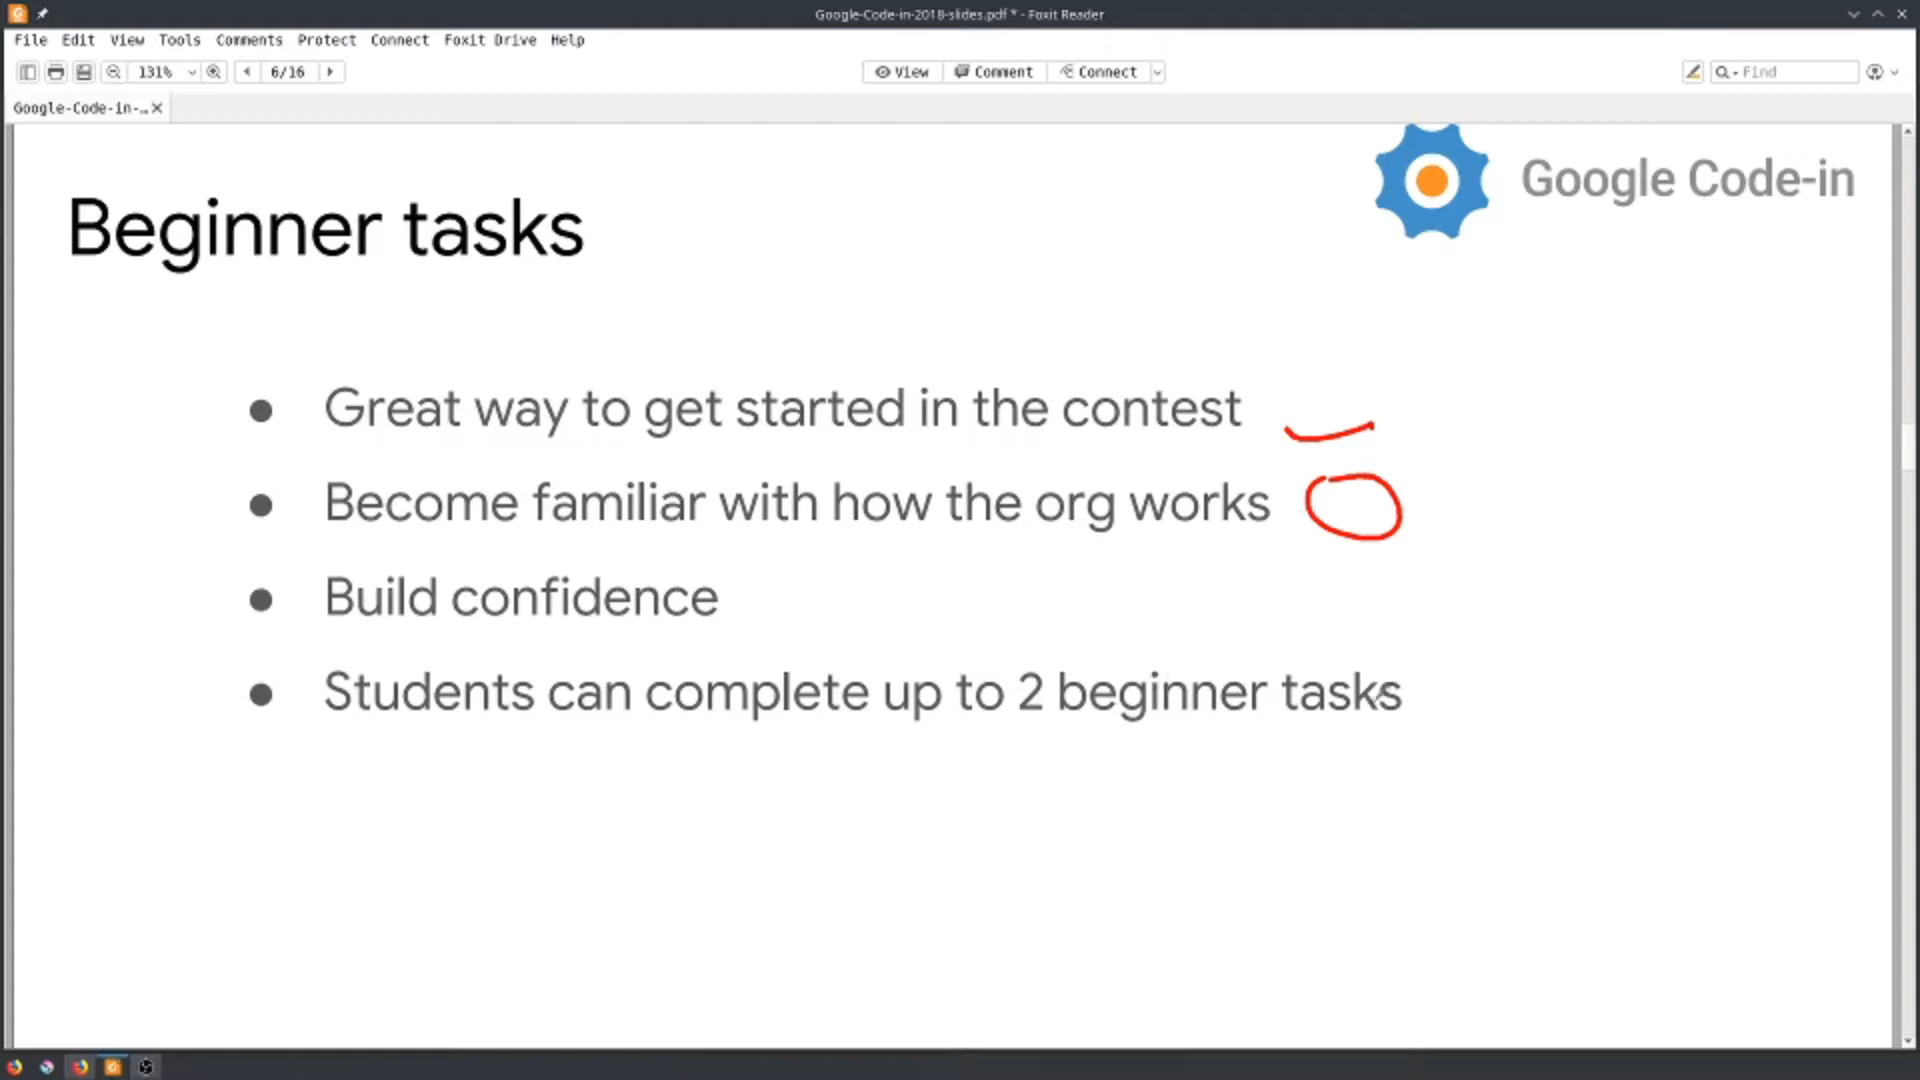 Google-Code-in-2018-slides.pdf * - Foxit Reader
File Edit View Tools Comments Protect Connect Foxit Drive Help
131% 6/16 View Comment Connect Find
Google-Code-in-…
Google Code-in
Beginner tasks
● Great way to get started in the contest
● Become familiar with how the org works
● Build confidence
● Students can complete up to 2 beginner tasks